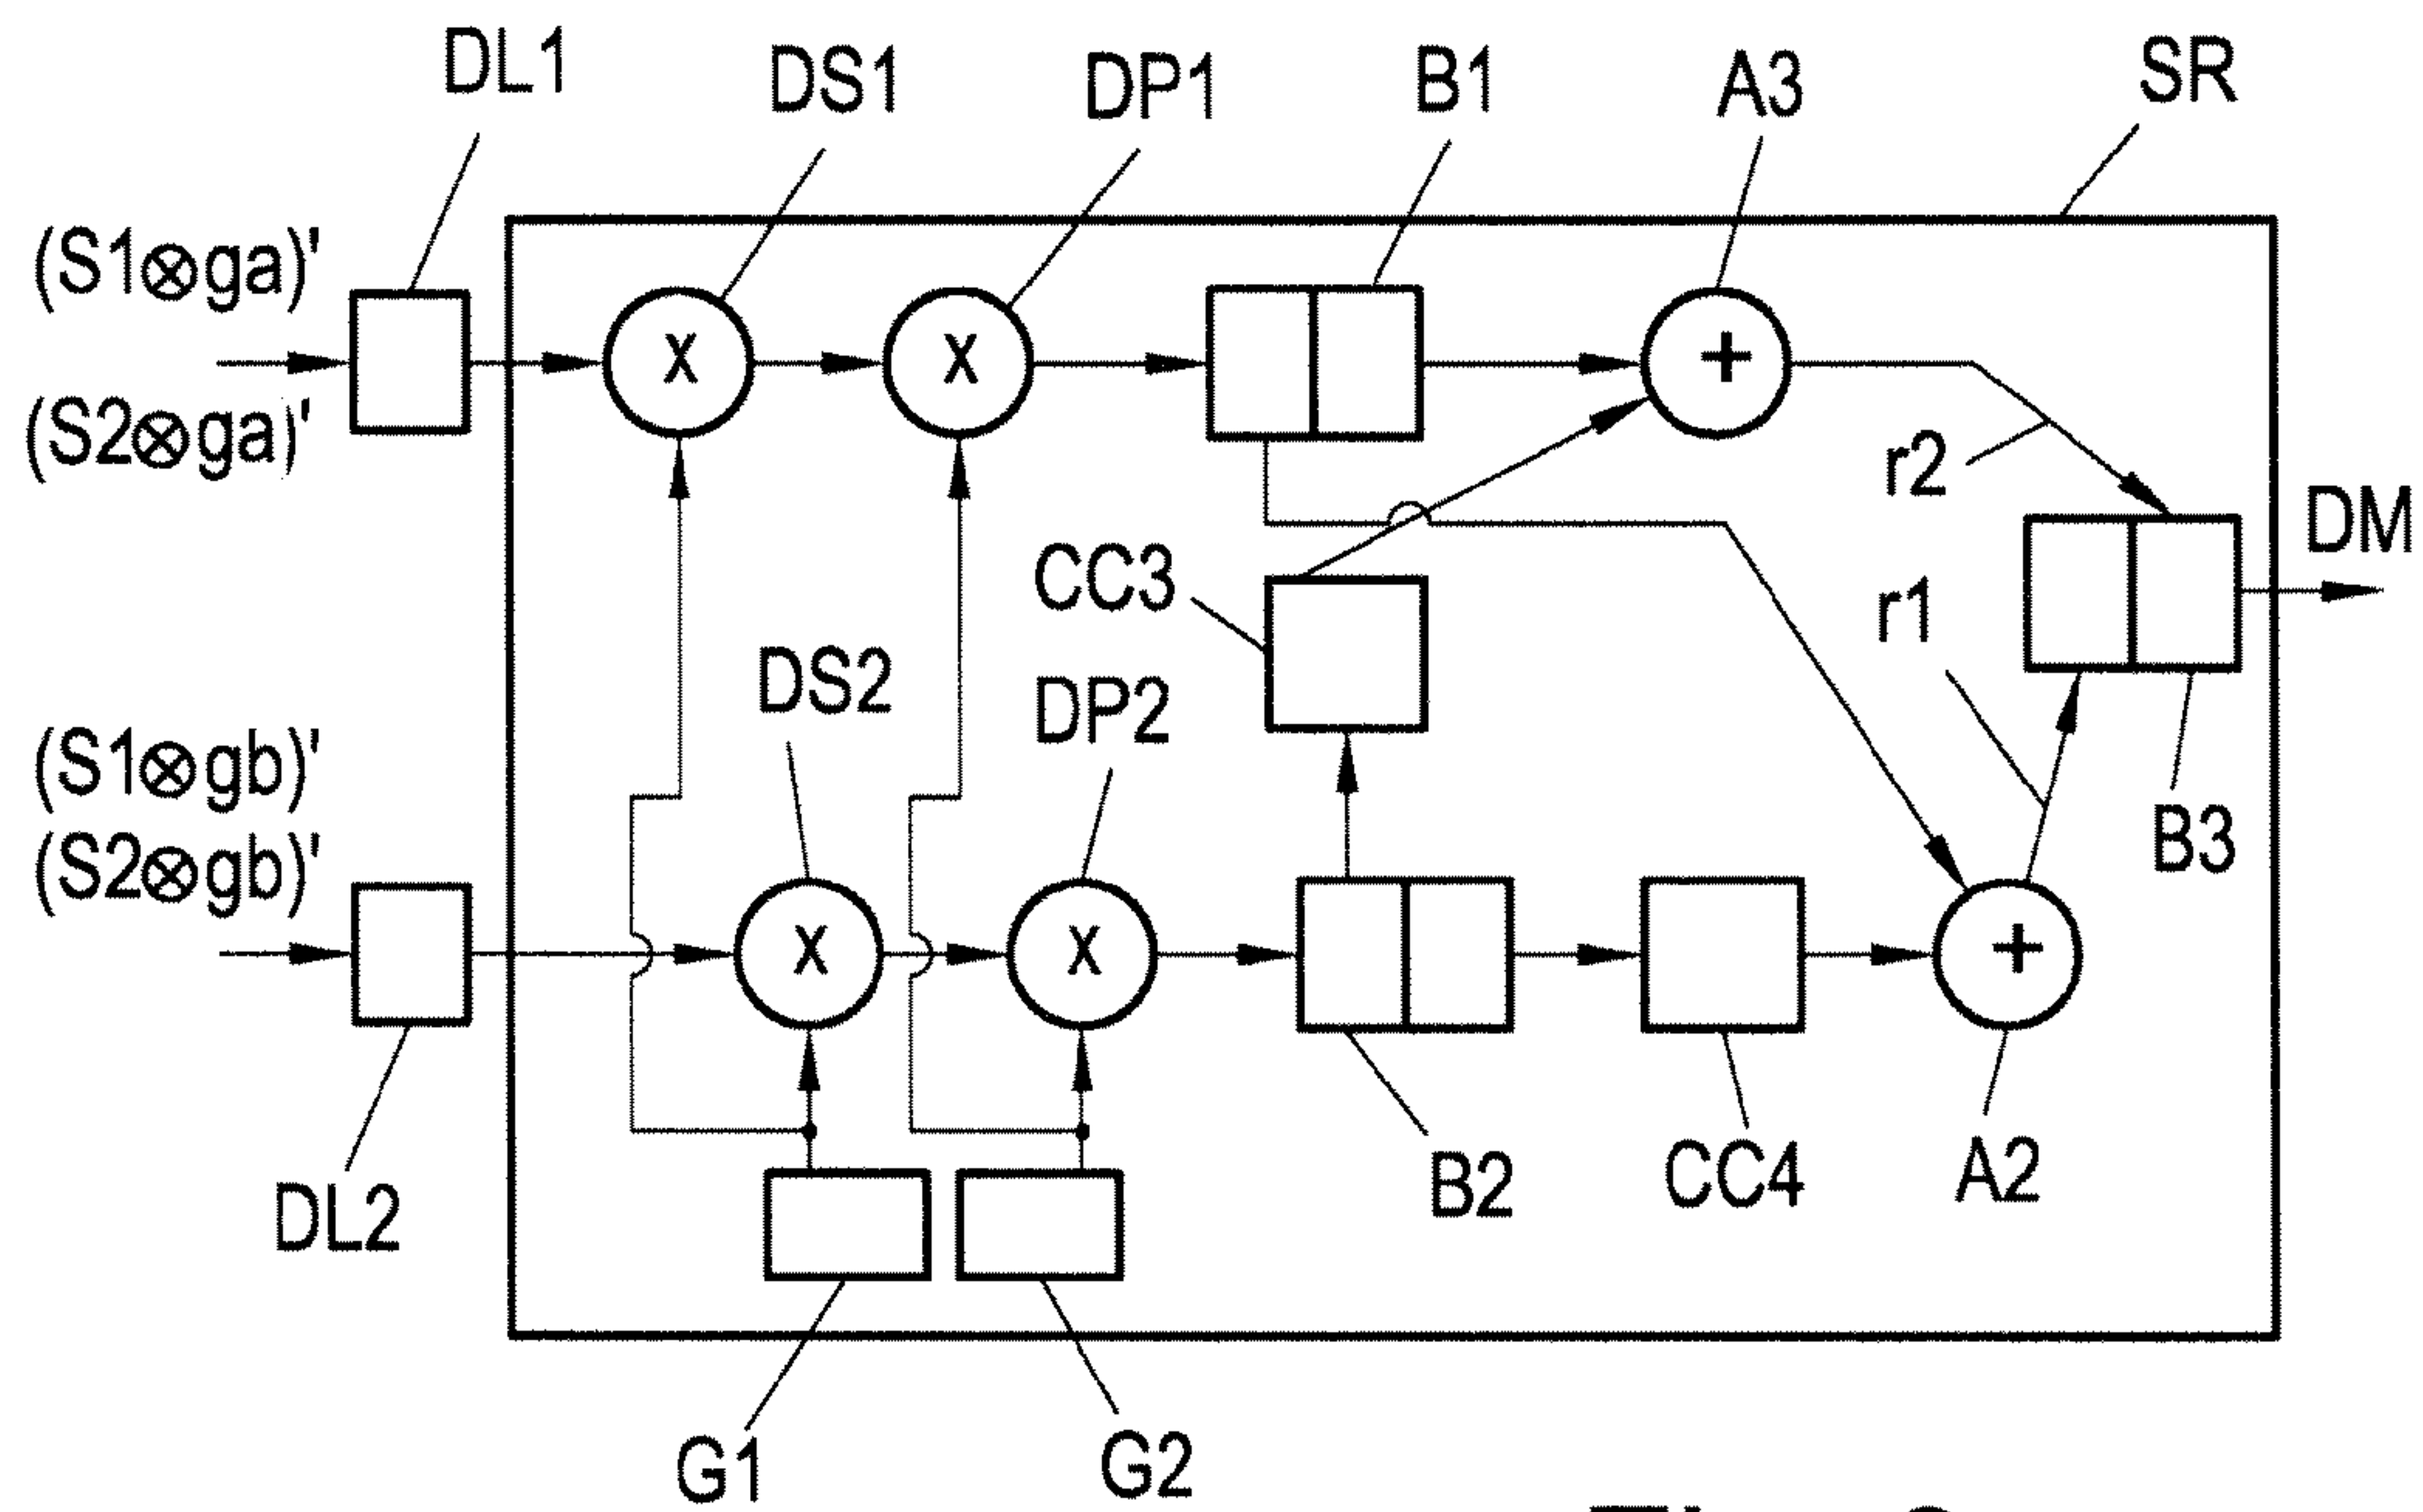 DL1 DS1 DP1 B1 A3 SR
(S1⊗ga)'
x x +
(S2⊗ga)'
r2
DM
CC3
r1
DS2
DP2
(S1⊗gb)'
(S2⊗gb)'
B3
x x +
DL2
B2
CC4
A2
G1
G2